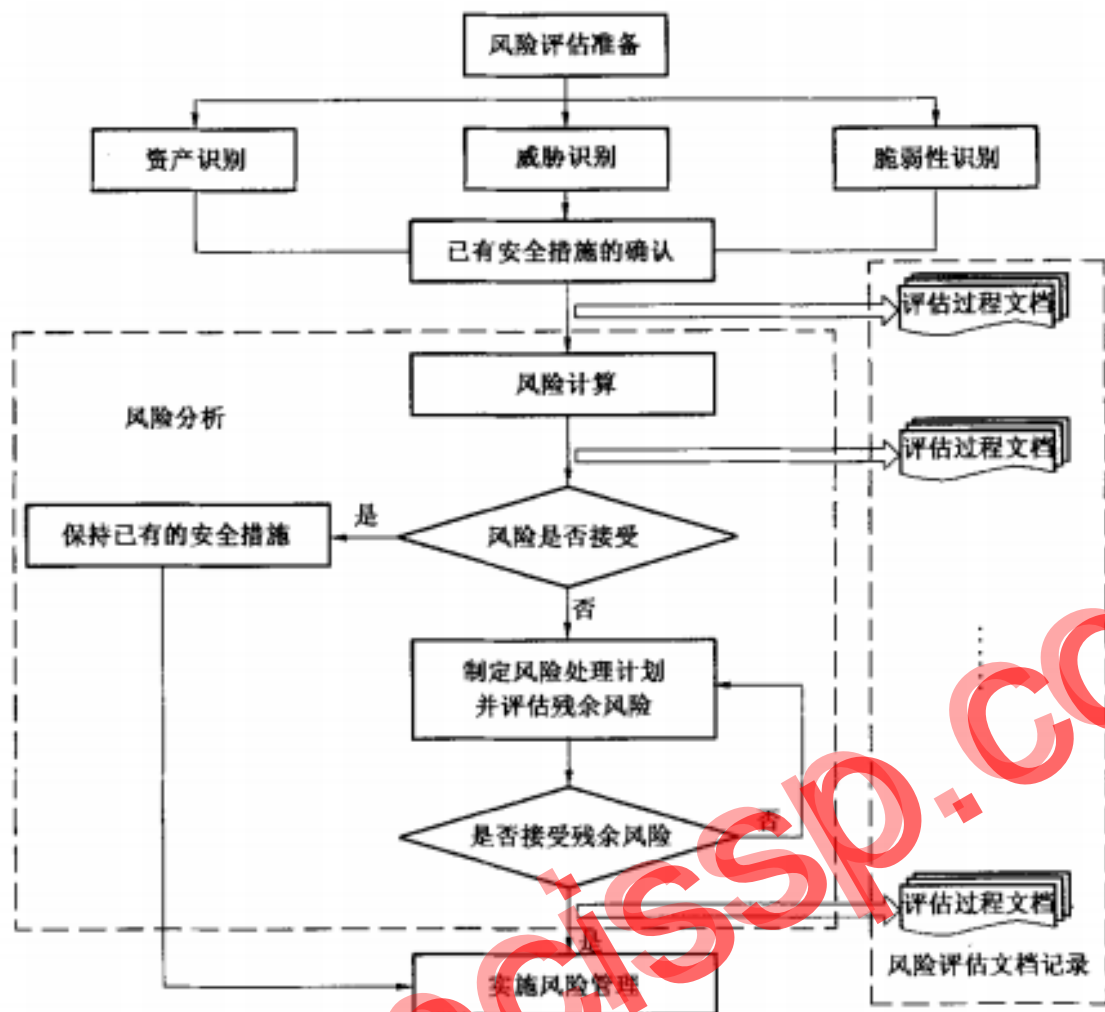 风险评估准备
资产识别
威胁识别
脆弱性识别
已有安全措施的确认
评估过程文档
风险计算
风险分析
评估过程文档
保持已有的安全措施
是
风险是否接受
否
制定风险处理计划
并评估残余风险
是否接受残余风险
否
评估过程文档
是
风险评估文档记录
实施风险管理
cissp.co